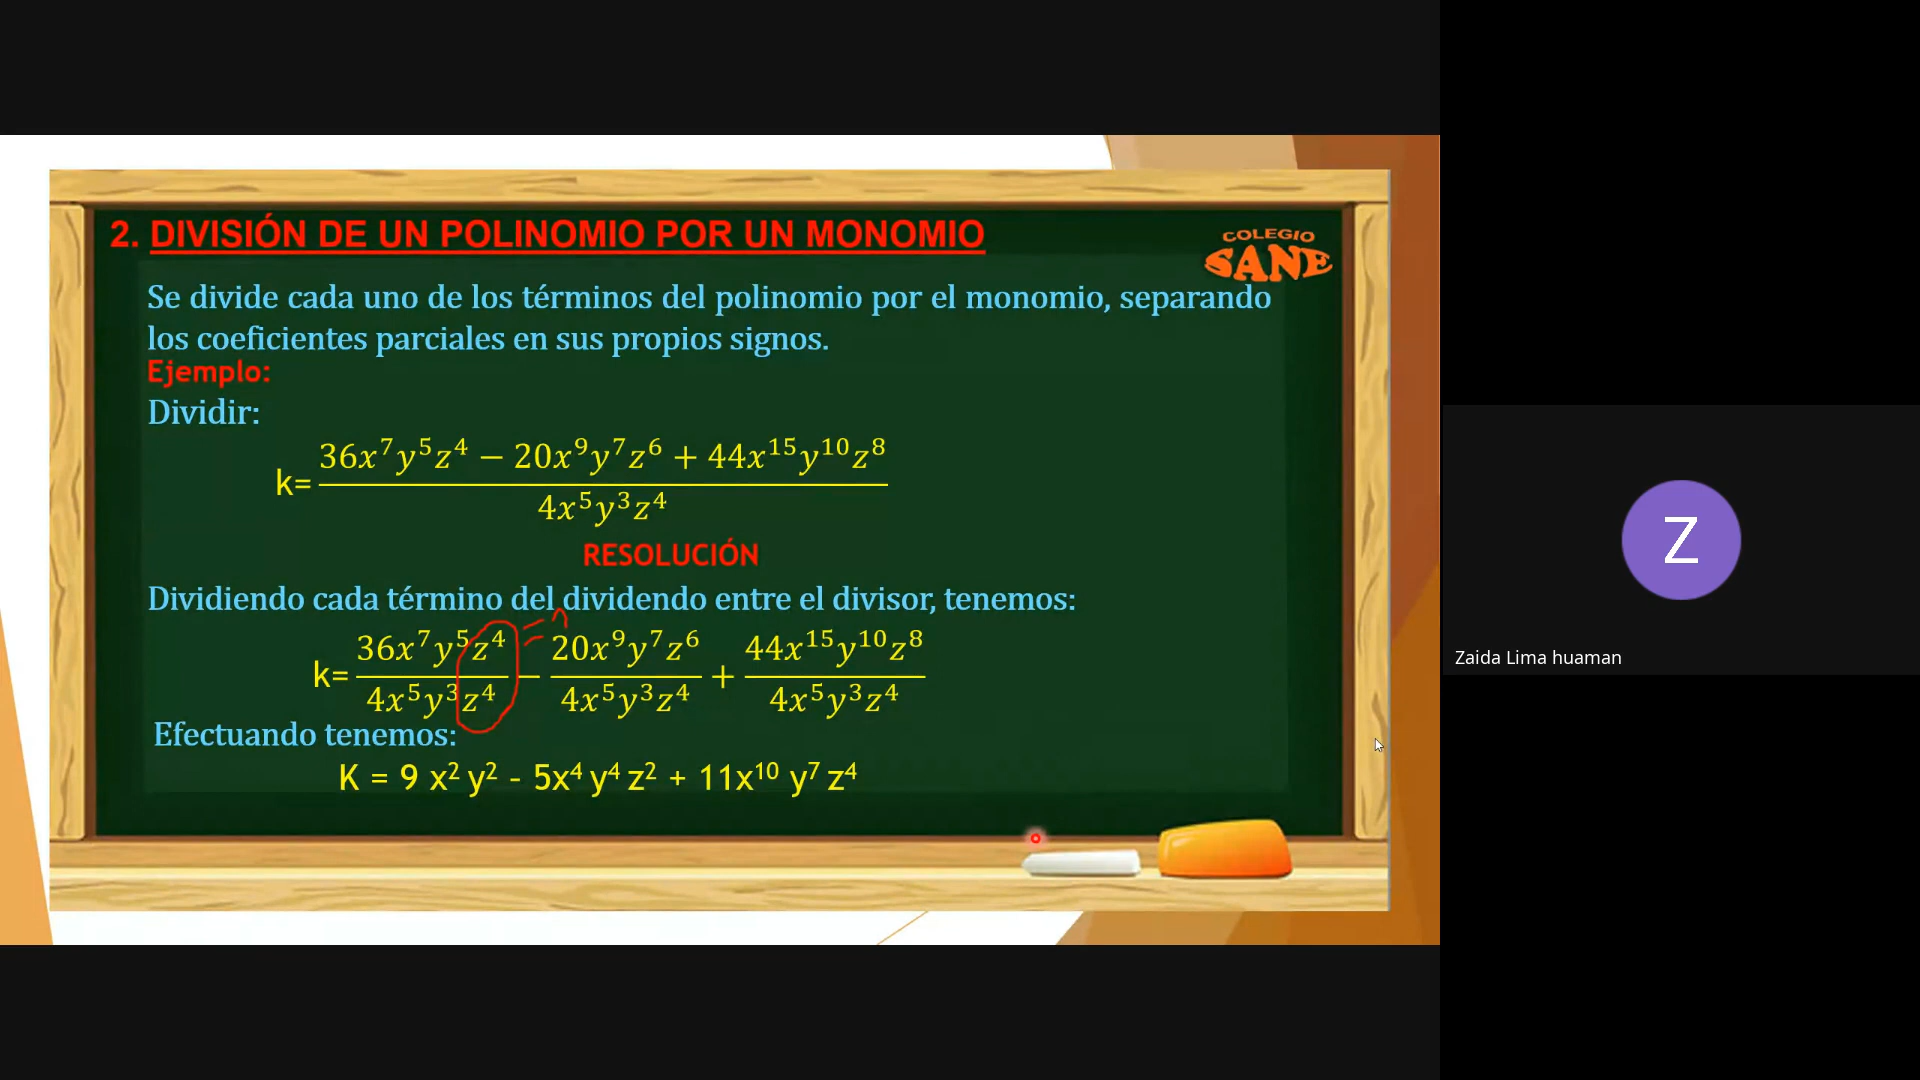 2. DIVISIÓN DE UN POLINOMIO POR UN MONOMIO
COLEGIO
SANE
Se divide cada uno de los términos del polinomio por el monomio, separando
los coeficientes parciales en sus propios signos.
Ejemplo:
Dividir:
k= (36x⁷y⁵z⁴ − 20x⁹y⁷z⁶ + 44x¹⁵y¹⁰z⁸) / (4x⁵y³z⁴)
RESOLUCIÓN
Dividiendo cada término del dividendo entre el divisor, tenemos:
k= (36x⁷y⁵z⁴)/(4x⁵y³z⁴) − (20x⁹y⁷z⁶)/(4x⁵y³z⁴) + (44x¹⁵y¹⁰z⁸)/(4x⁵y³z⁴)
Efectuando tenemos:
K = 9 x² y² - 5x⁴ y⁴ z² + 11x¹⁰ y⁷ z⁴
Z
Zaida Lima huaman